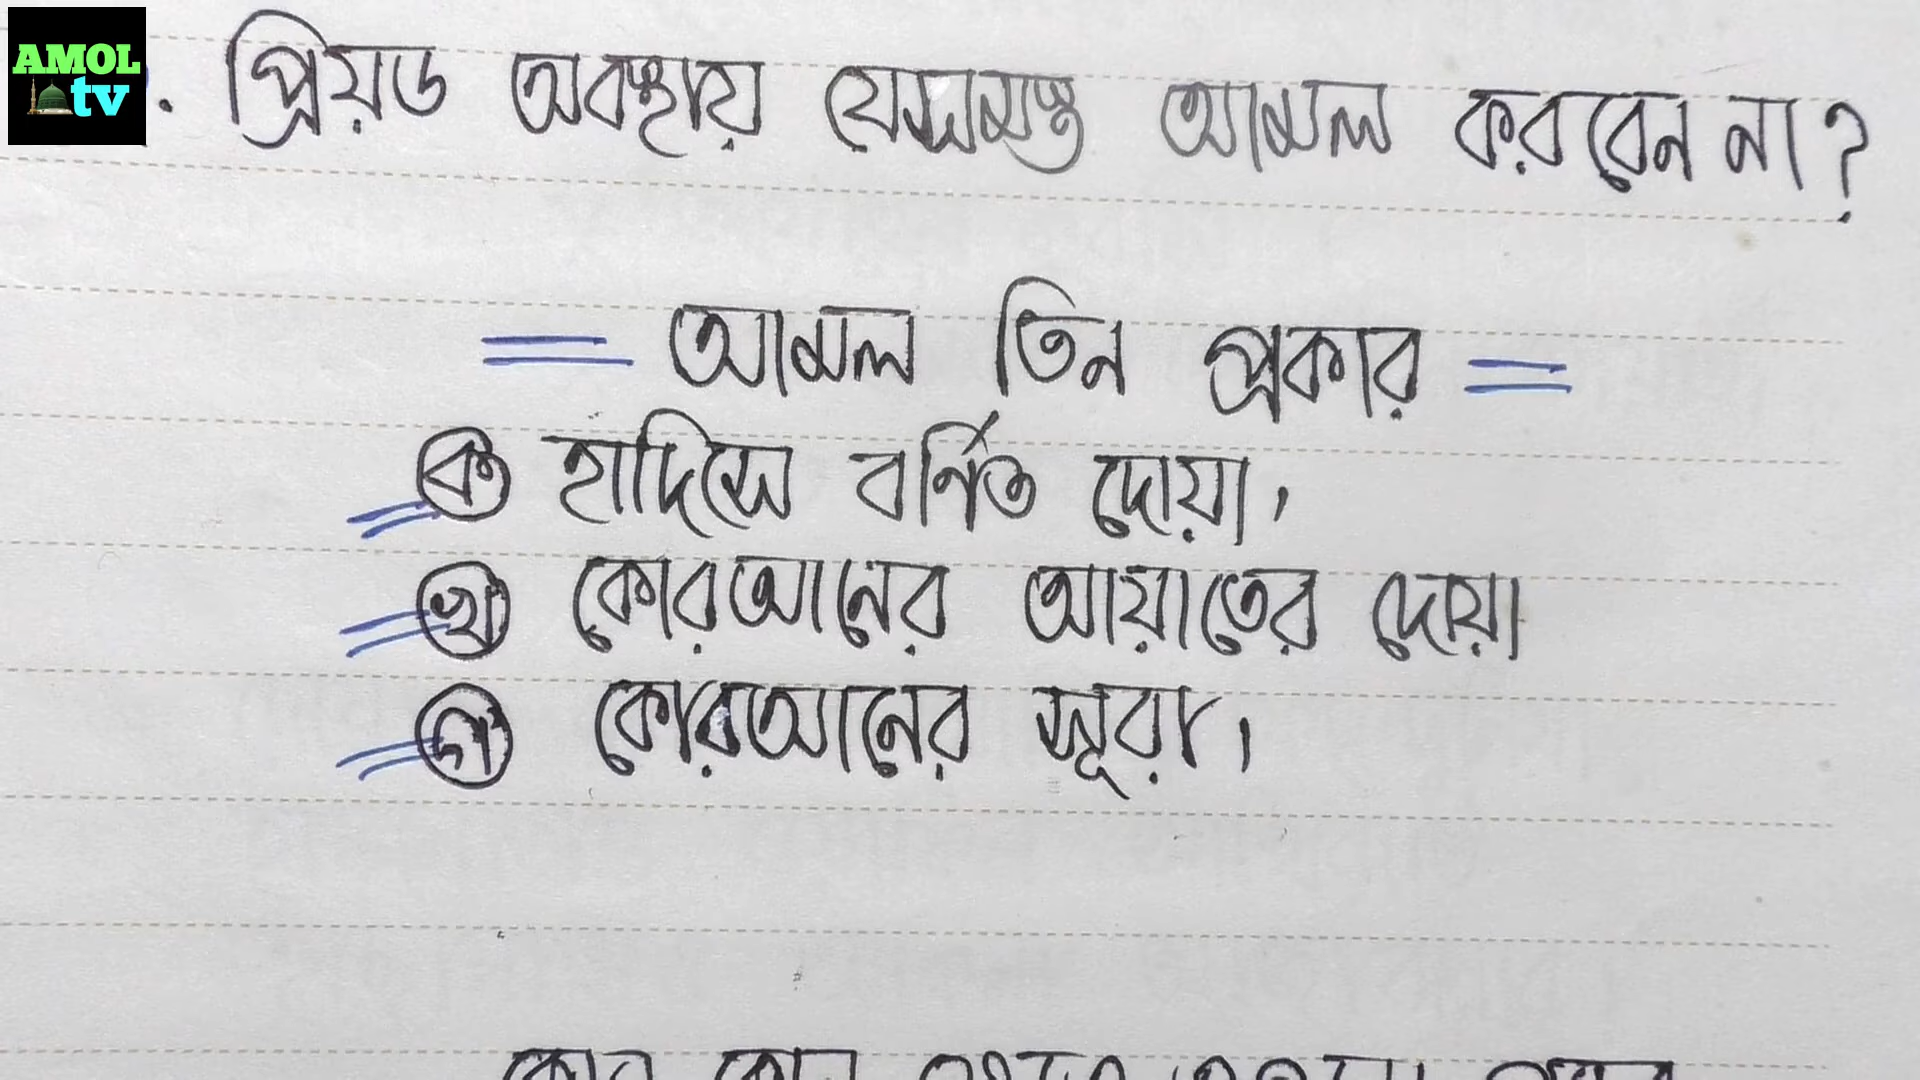 AMOL
tv
. প্রিয়ড অবস্থায় যেসমস্ত আমল করবেন না?
= আমল তিন প্রকার =
ক হাদিসে বর্ণিত দোয়া,
খ কোরআনের আয়াতের দোয়া
গ কোরআনের সূরা,